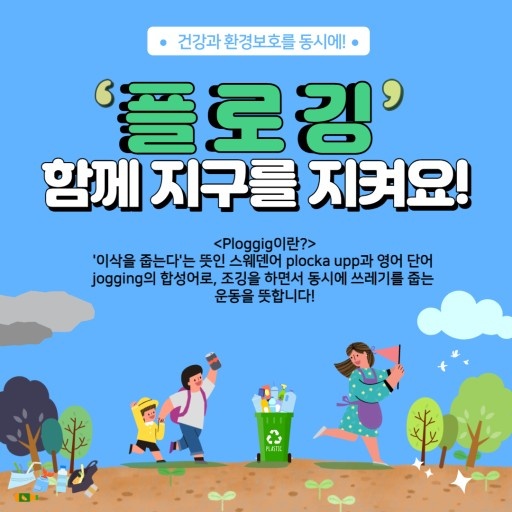 건강과 환경보호를 동시에!
‘플로깅’
함께 지구를 지켜요!
<Ploggig이란?>
'이삭을 줍는다'는 뜻인 스웨덴어 plocka upp과 영어 단어
jogging의 합성어로, 조깅을 하면서 동시에 쓰레기를 줍는
운동을 뜻합니다!
PLASTIC